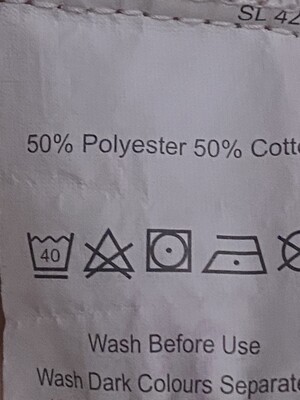 SL 42
50% Polyester 50% Cotto
40
Wash Before Use
Wash Dark Colours Separate